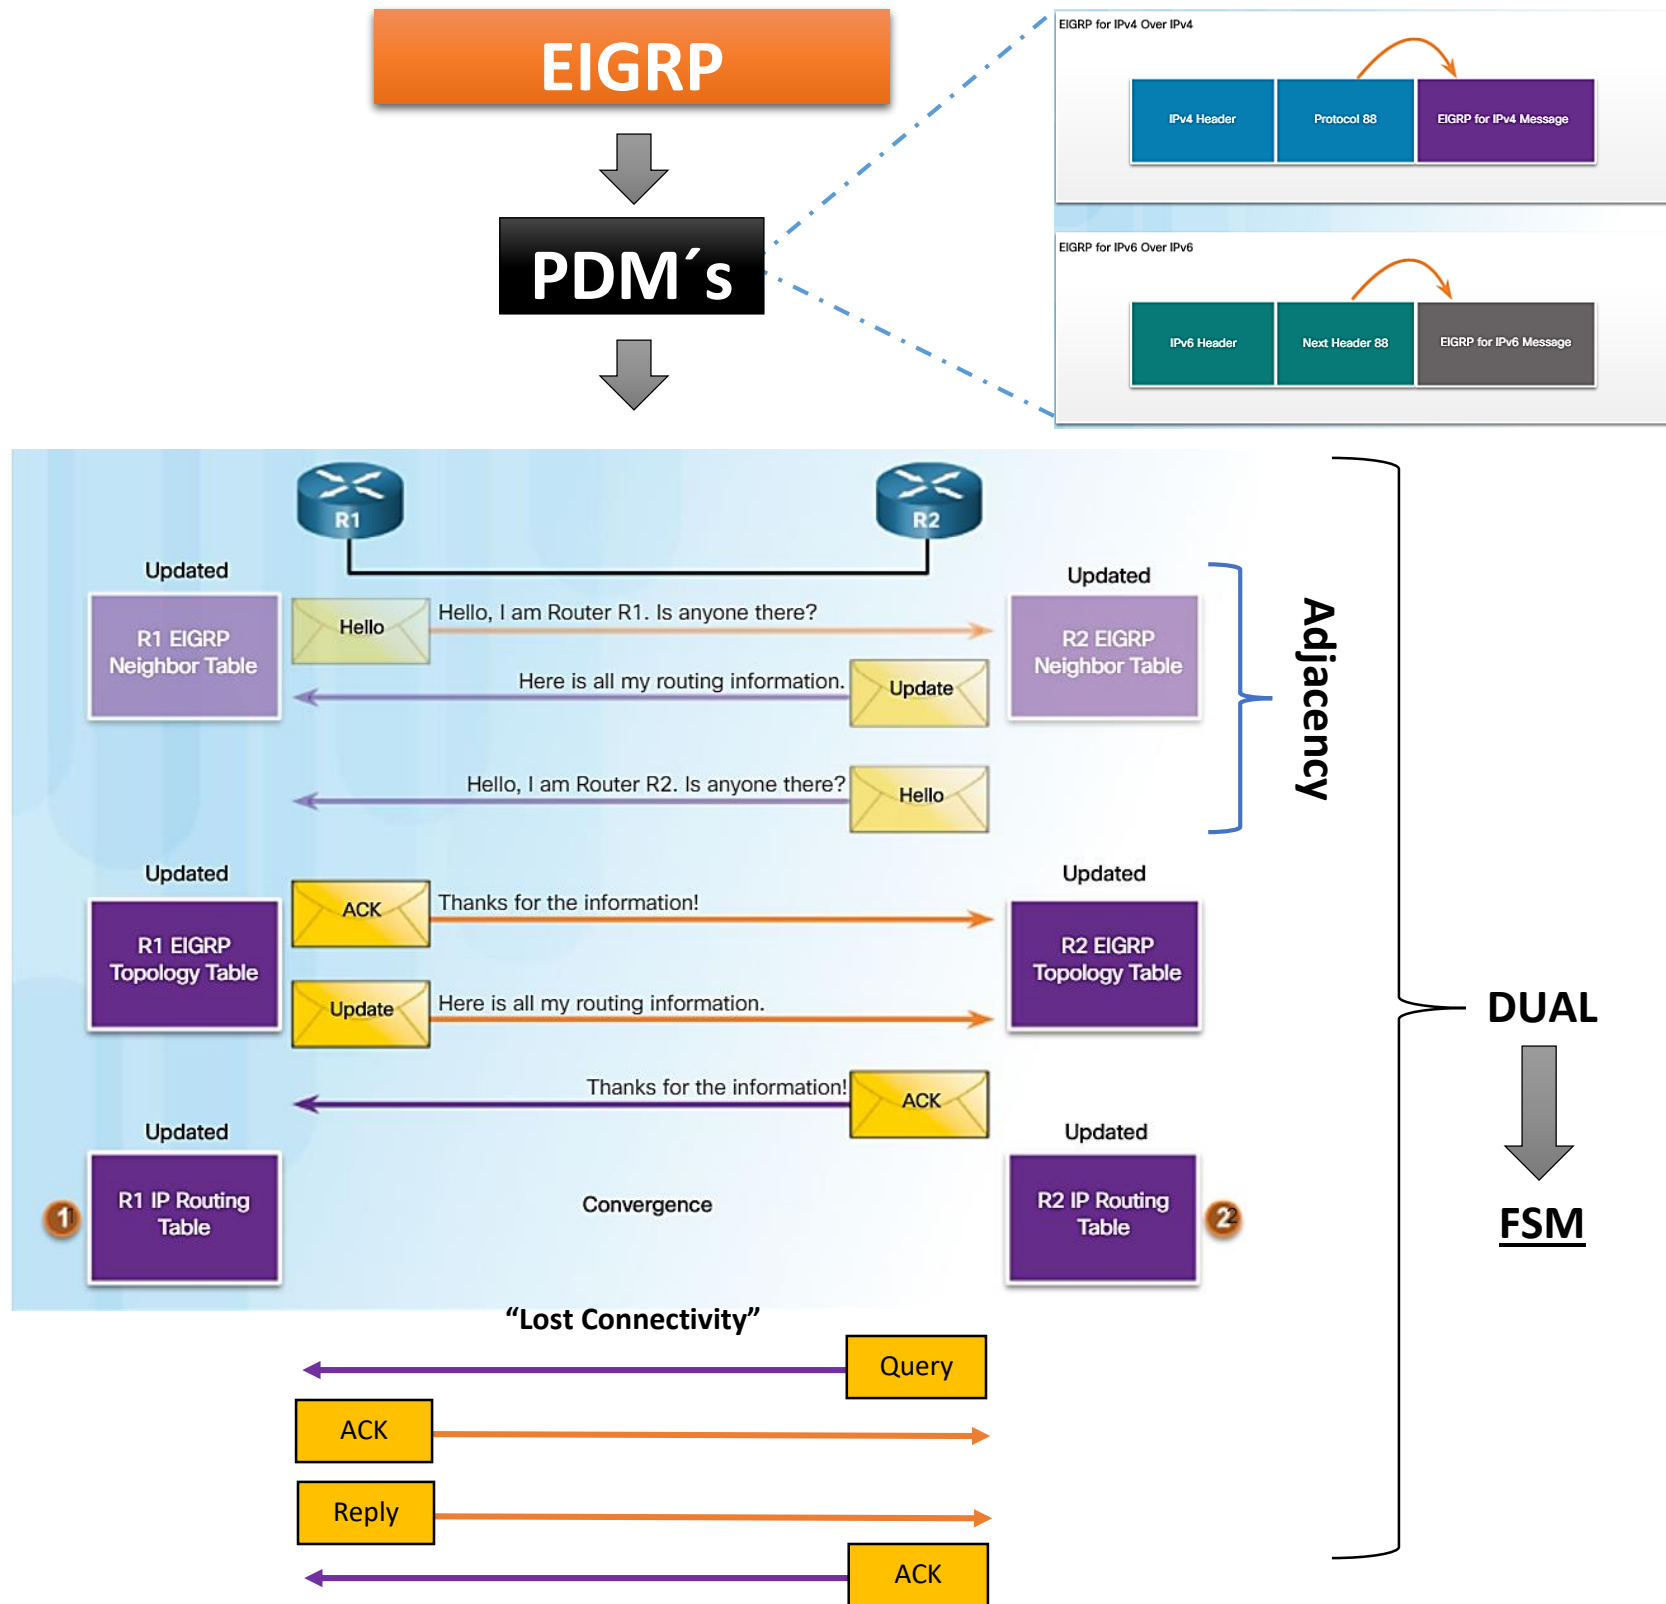 EIGRP
PDM´s
EIGRP for IPv4 Over IPv4
IPv4 Header
Protocol 88
EIGRP for IPv4 Message
EIGRP for IPv6 Over IPv6
IPv6 Header
Next Header 88
EIGRP for IPv6 Message
R1
R2
Updated
Updated
R1 EIGRP
Neighbor Table
Hello
Hello, I am Router R1. Is anyone there?
R2 EIGRP
Neighbor Table
Here is all my routing information.
Update
Hello, I am Router R2. Is anyone there?
Hello
Adjacency
Updated
Updated
R1 EIGRP
Topology Table
ACK
Thanks for the information!
R2 EIGRP
Topology Table
Update
Here is all my routing information.
Thanks for the information!
ACK
DUAL
FSM
Updated
Updated
1
R1 IP Routing
Table
Convergence
R2 IP Routing
Table
2
“Lost Connectivity”
Query
ACK
Reply
ACK